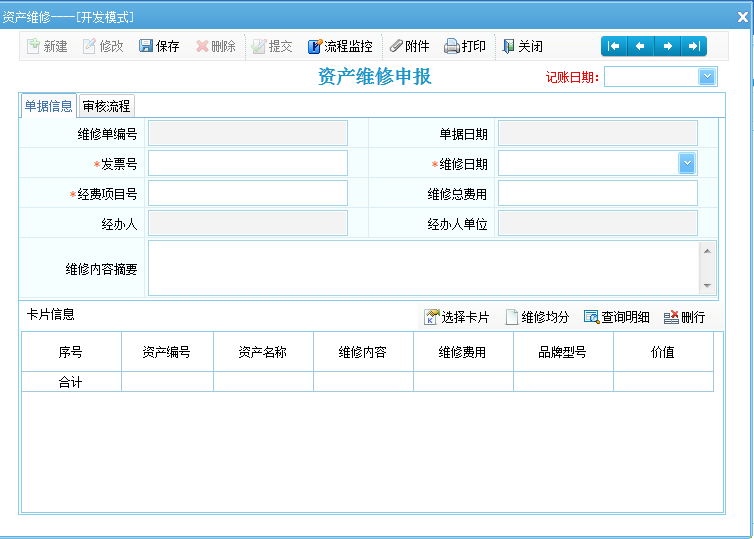 资产维修----[开发模式]
新建 修改 保存 删除 提交 流程监控 附件 打印 关闭
资产维修申报 记账日期:
单据信息 审核流程
维修单编号 单据日期
*发票号 *维修日期
*经费项目号 维修总费用
经办人 经办人单位
维修内容摘要
卡片信息 选择卡片 维修均分 查询明细 删行
序号 资产编号 资产名称 维修内容 维修费用 品牌型号 价值
合计